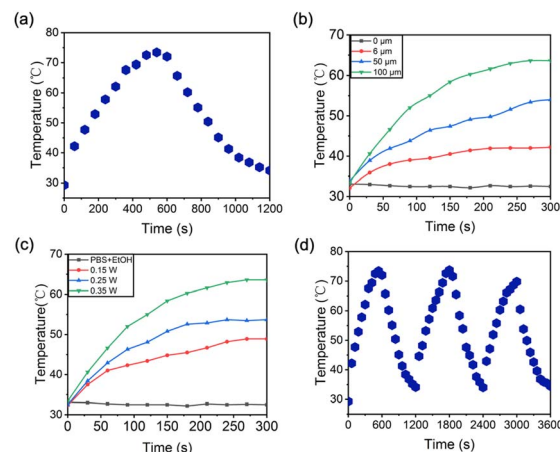 (a)
Temperature (℃)
80
70
60
50
40
30
0 200 400 600 800 1000 1200
Time (s)
(b)
Temperature (℃)
70
60
50
40
30
0 μm
6 μm
50 μm
100 μm
0 50 100 150 200 250 300
Time (s)
(c)
Temperature(℃)
70
60
50
40
30
PBS+EtOH
0.15 W
0.25 W
0.35 W
0 50 100 150 200 250 300
Time (s)
(d)
Temperature (℃)
80
70
60
50
40
30
0 600 1200 1800 2400 3000 3600
Time (s)